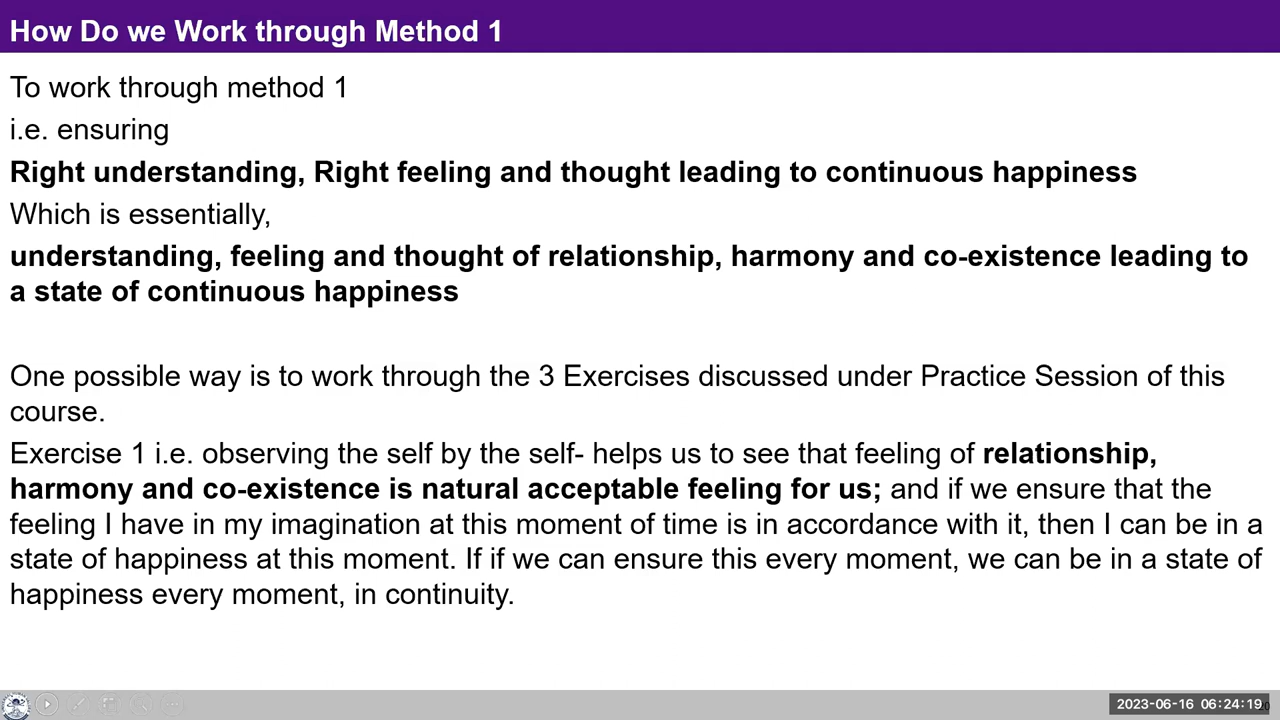 How Do we Work through Method 1
To work through method 1
i.e. ensuring
Right understanding, Right feeling and thought leading to continuous happiness
Which is essentially,
understanding, feeling and thought of relationship, harmony and co-existence leading to
a state of continuous happiness
One possible way is to work through the 3 Exercises discussed under Practice Session of this
course.
Exercise 1 i.e. observing the self by the self- helps us to see that feeling of relationship,
harmony and co-existence is natural acceptable feeling for us; and if we ensure that the
feeling I have in my imagination at this moment of time is in accordance with it, then I can be in a
state of happiness at this moment. If if we can ensure this every moment, we can be in a state of
happiness every moment, in continuity.
2023-06-16 06:24:19